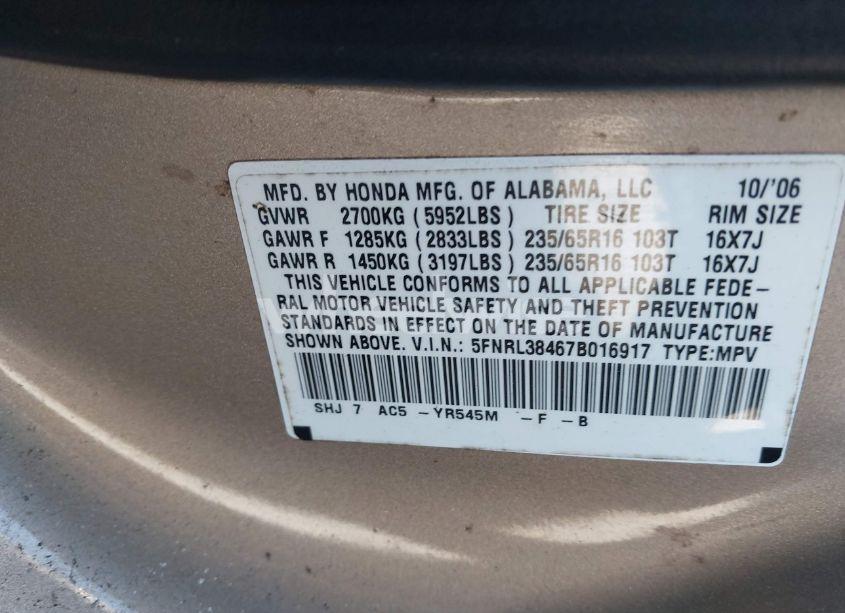 MFD. BY HONDA MFG. OF ALABAMA, LLC 10/'06
GVWR 2700KG ( 5952LBS ) TIRE SIZE RIM SIZE
GAWR F 1285KG ( 2833LBS ) 235/65R16 103T 16X7J
GAWR R 1450KG ( 3197LBS ) 235/65R16 103T 16X7J
THIS VEHICLE CONFORMS TO ALL APPLICABLE FEDE-
RAL MOTOR VEHICLE SAFETY AND THEFT PREVENTION
STANDARDS IN EFFECT ON THE DATE OF MANUFACTURE
SHOWN ABOVE. V.I.N.: 5FNRL38467B016917 TYPE:MPV
SHJ 7 AC5 -YR545M -F -B